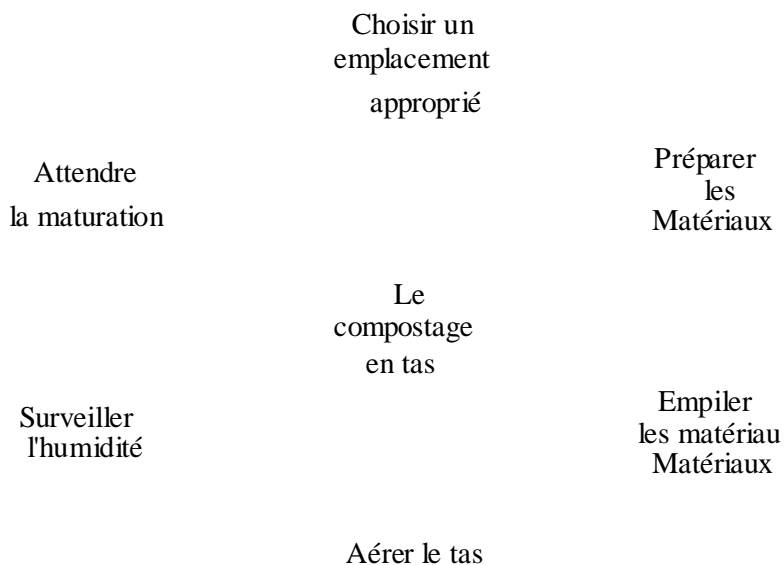 Choisir un
emplacement
approprié
Préparer
les
Matériaux
Attendre
la maturation
Le
compostage
en tas
Empiler
les matériau
Matériaux
Surveiller
l'humidité
Aérer le tas